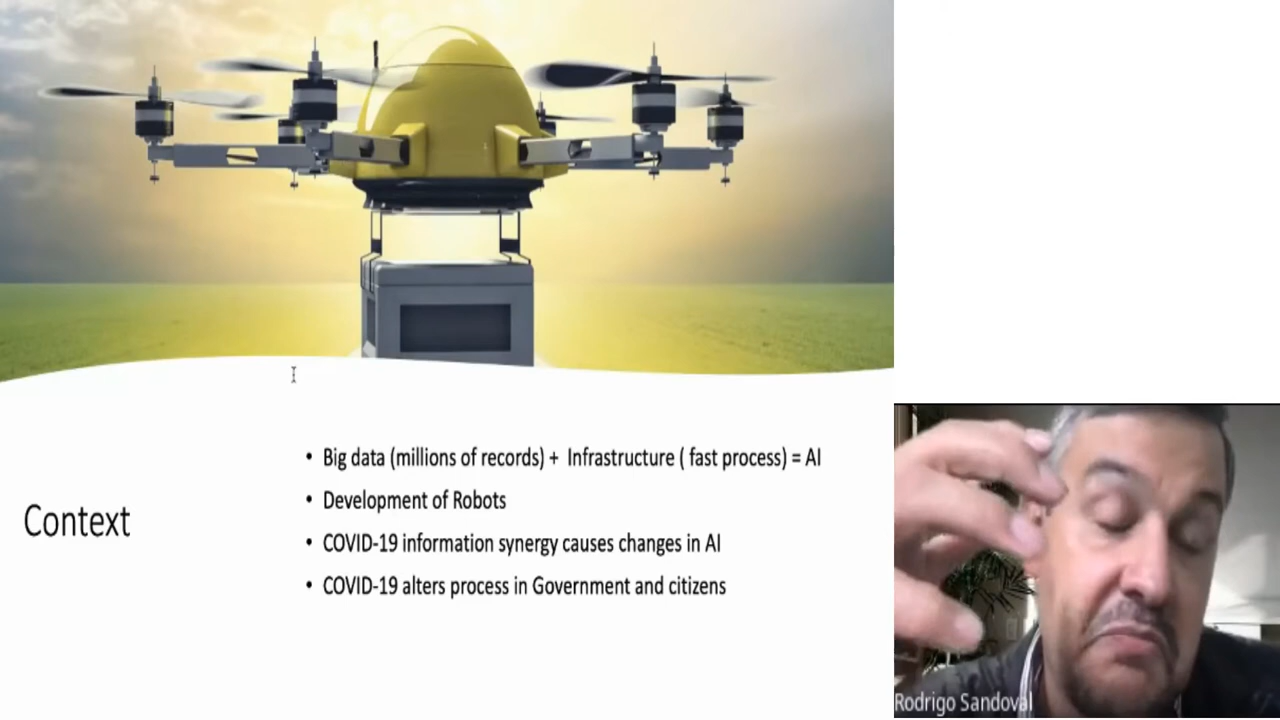 Context
• Big data (millions of records) + Infrastructure ( fast process) = AI
• Development of Robots
• COVID-19 information synergy causes changes in AI
• COVID-19 alters process in Government and citizens
Rodrigo Sandoval